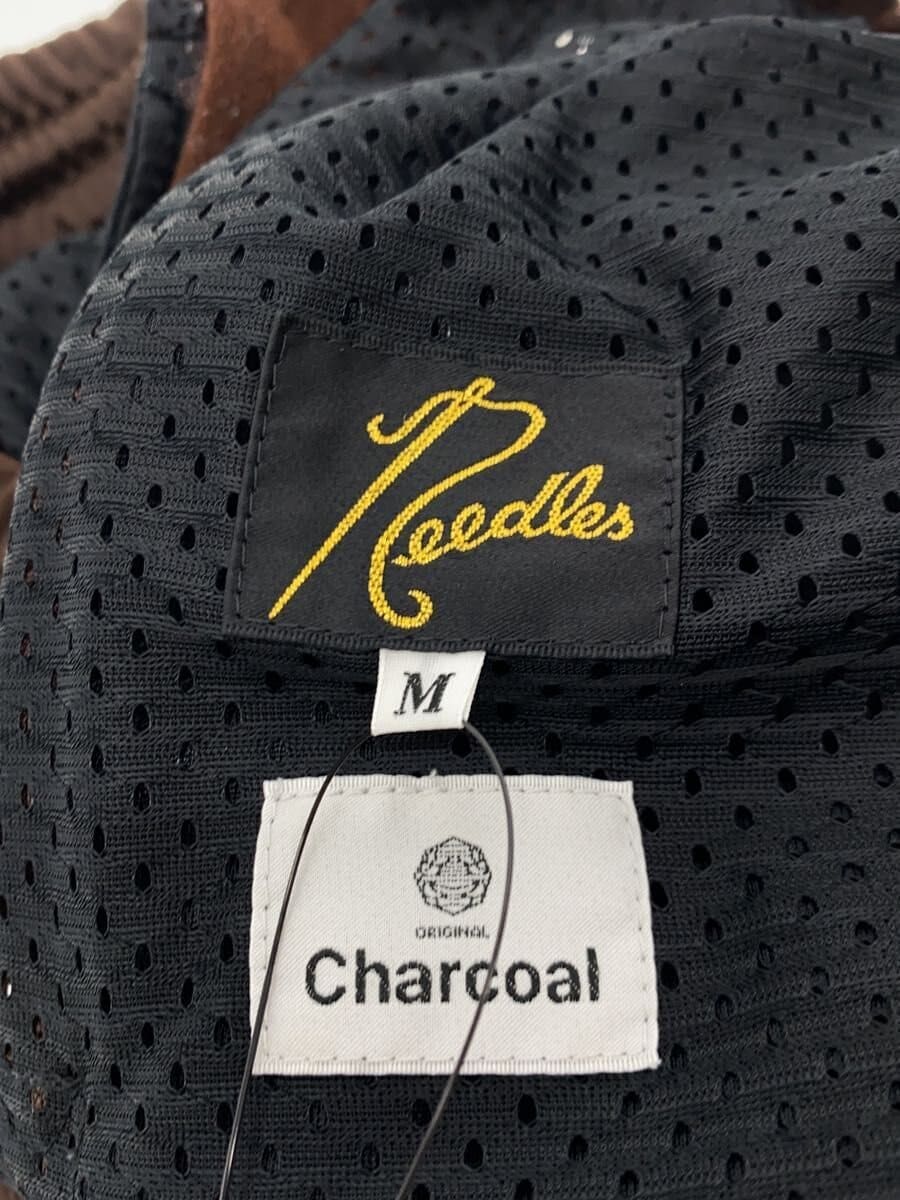 Needles
M
ORIGINAL
Charcoal